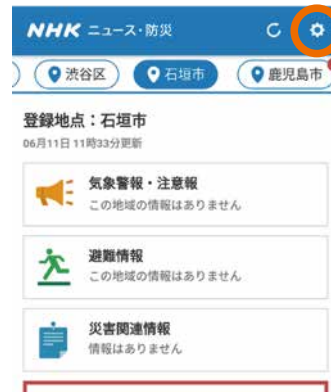 NHK ニュース・防災
渋谷区 石垣市 鹿児島市
登録地点：石垣市
06月11日 11時33分更新
気象警報・注意報
この地域の情報はありません
避難情報
この地域の情報はありません
災害関連情報
情報はありません